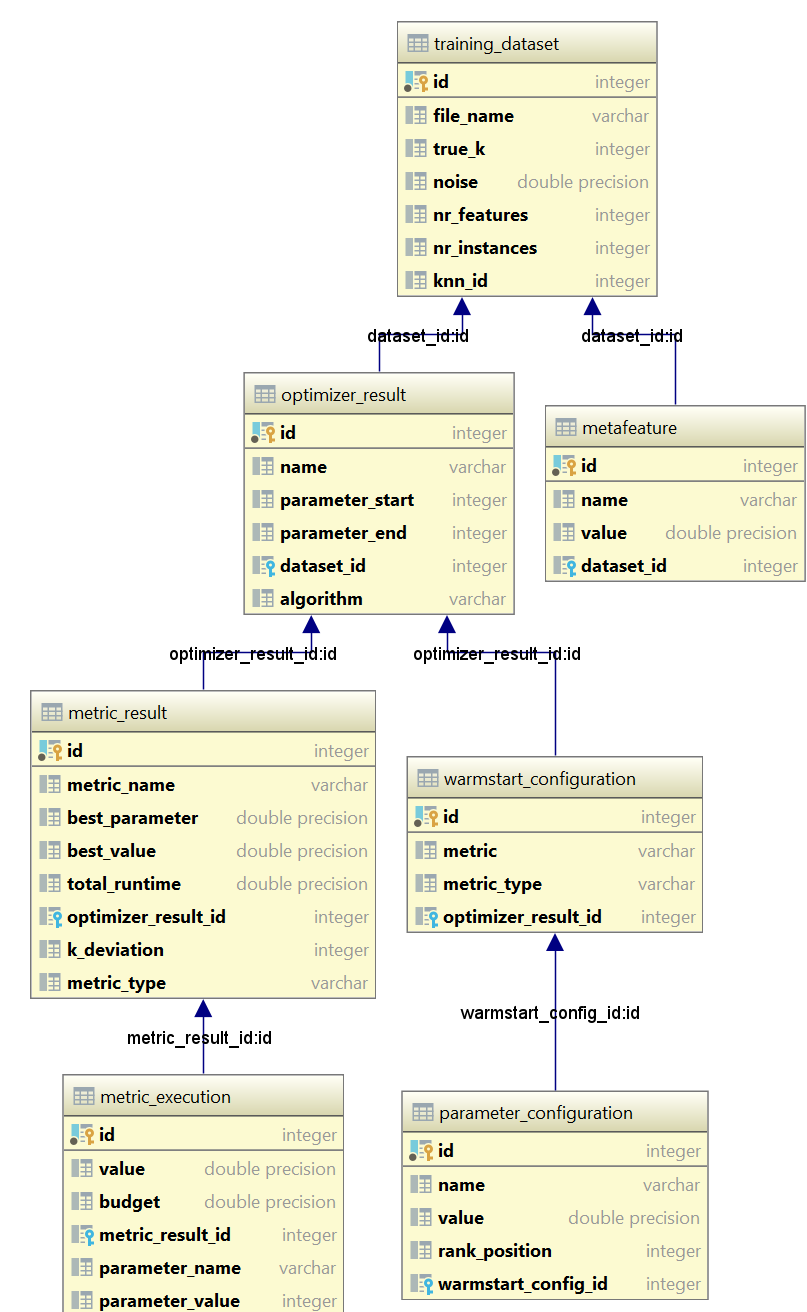 training_dataset
id integer
file_name varchar
true_k integer
noise double precision
nr_features integer
nr_instances integer
knn_id integer
dataset_id:id
dataset_id:id
optimizer_result
id integer
name varchar
parameter_start integer
parameter_end integer
dataset_id integer
algorithm varchar
metafeature
id integer
name varchar
value double precision
dataset_id integer
optimizer_result_id:id
optimizer_result_id:id
metric_result
id integer
metric_name varchar
best_parameter double precision
best_value double precision
total_runtime double precision
optimizer_result_id integer
k_deviation integer
metric_type varchar
warmstart_configuration
id integer
metric varchar
metric_type varchar
optimizer_result_id integer
metric_result_id:id
warmstart_config_id:id
metric_execution
id integer
value double precision
budget double precision
metric_result_id integer
parameter_name varchar
parameter_value integer
parameter_configuration
id integer
name varchar
value double precision
rank_position integer
warmstart_config_id integer